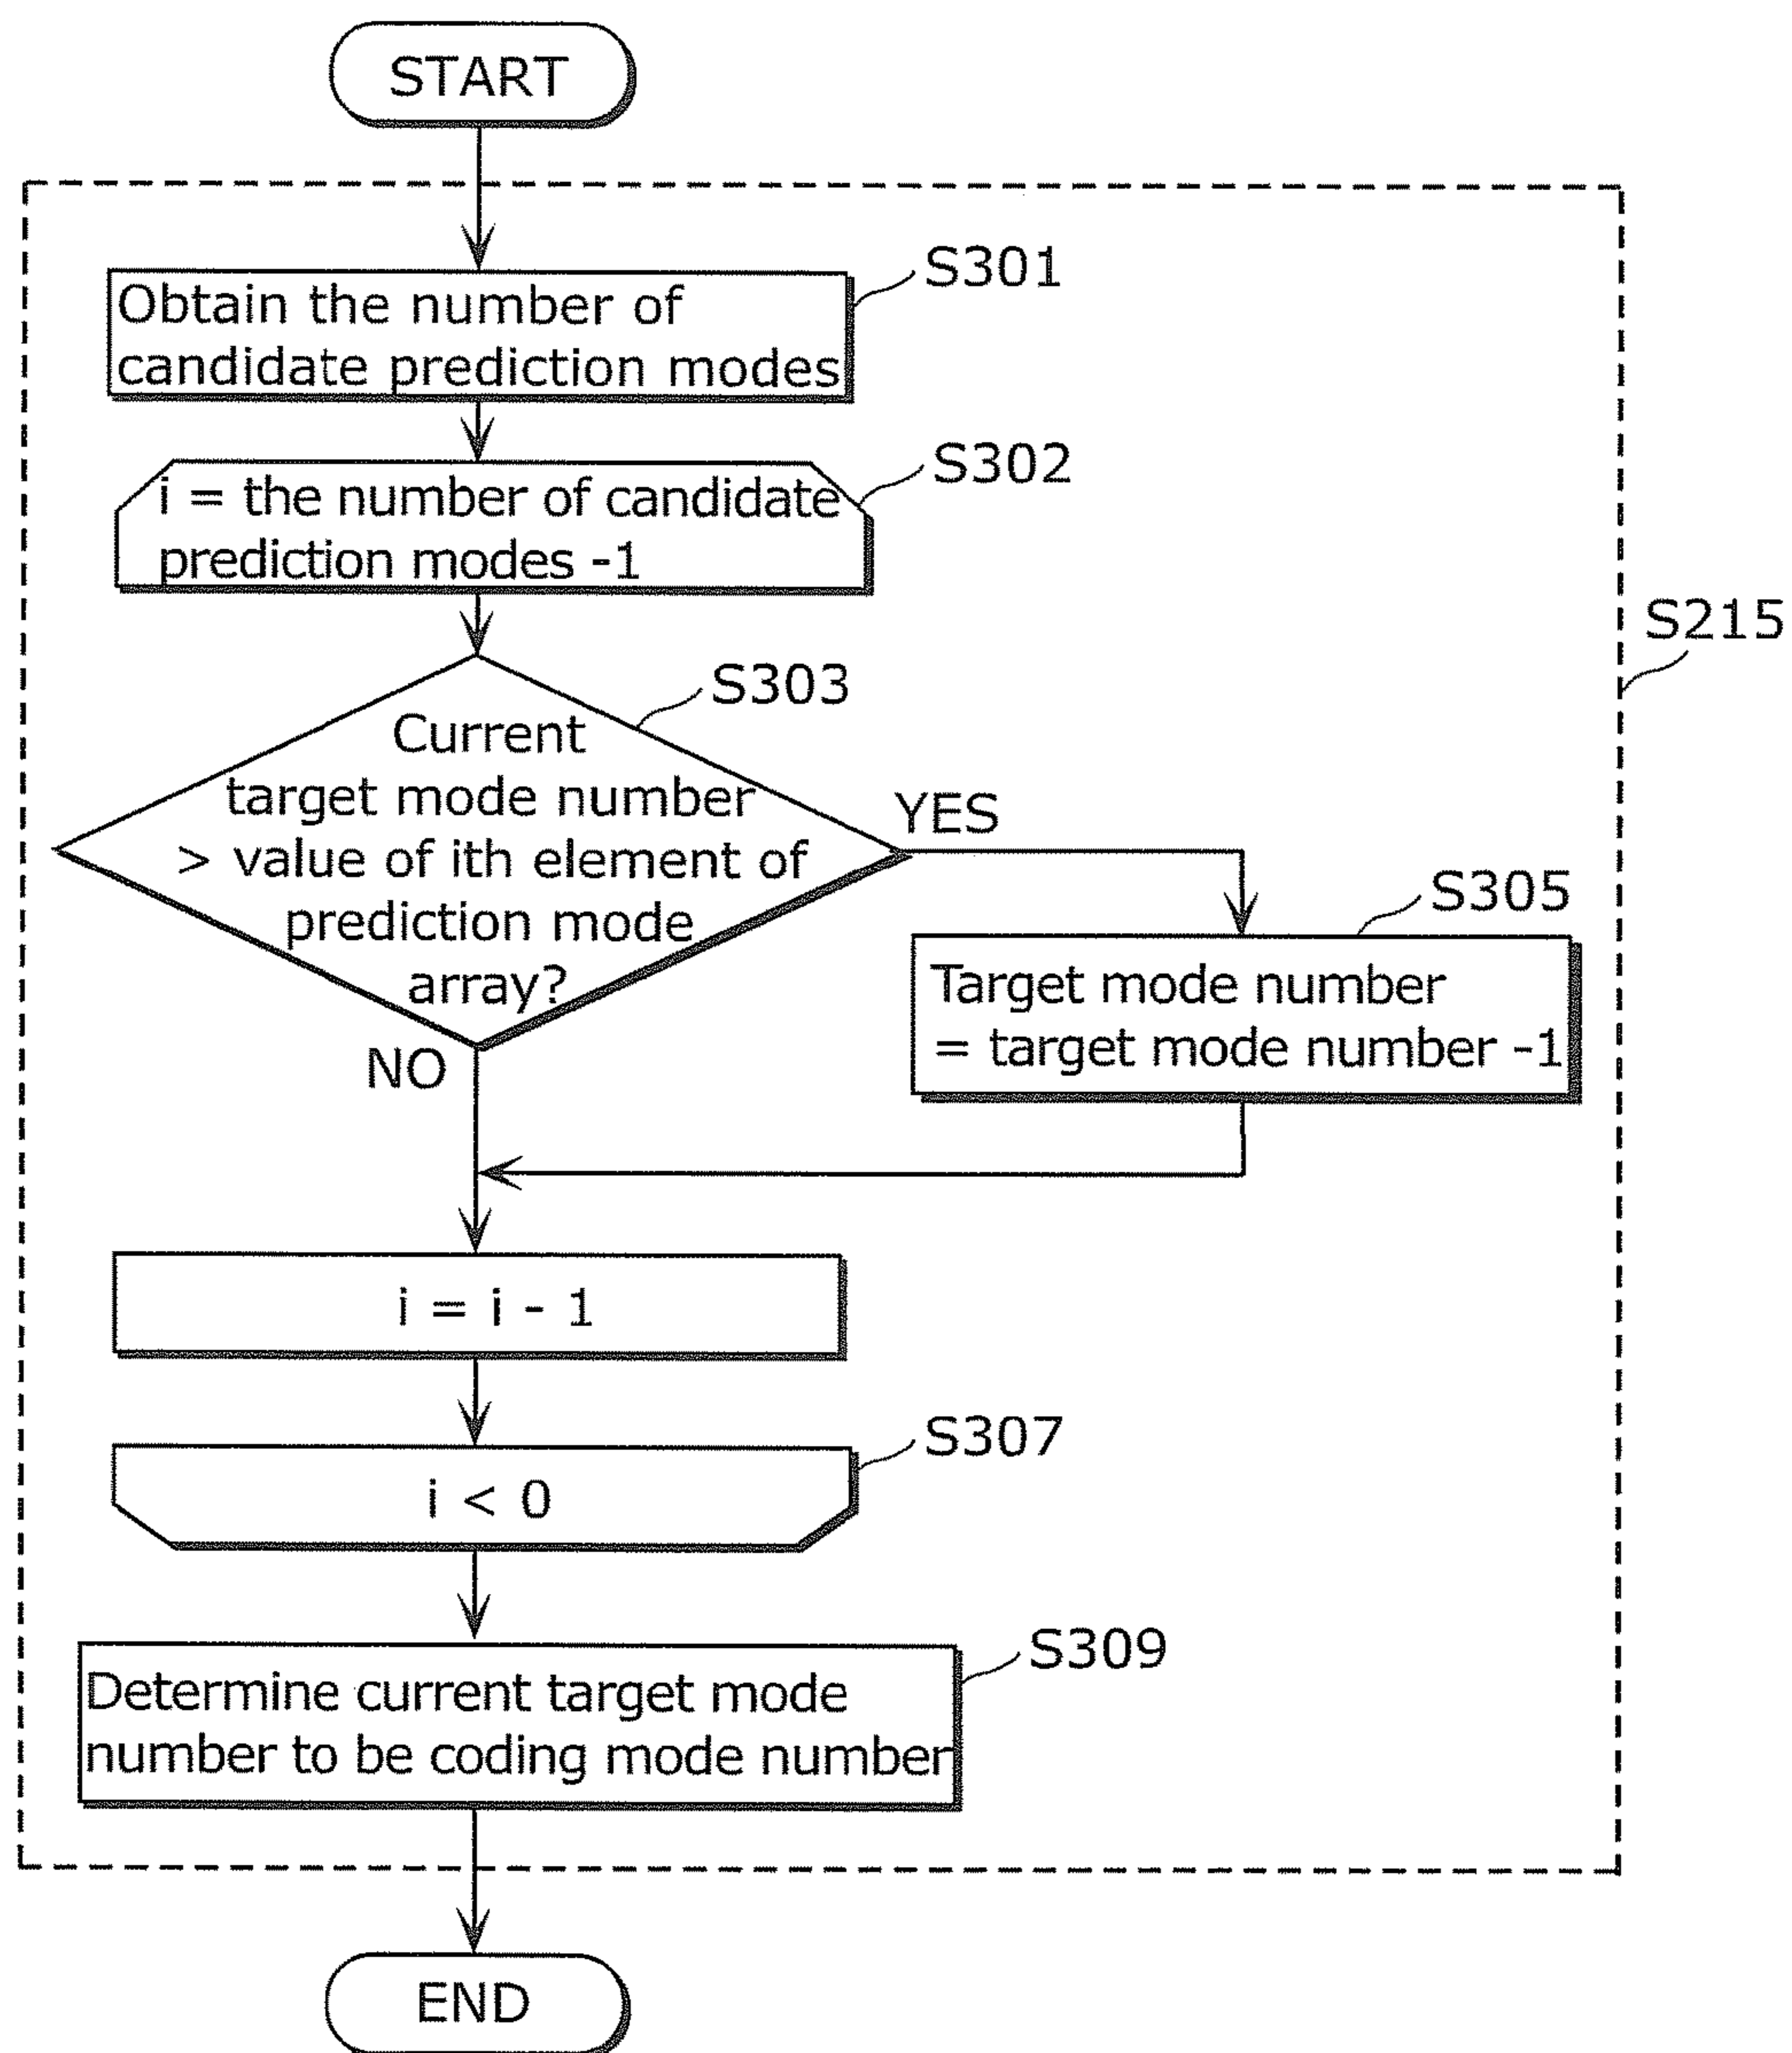 START
S301
Obtain the number of
candidate prediction modes
S302
i = the number of candidate
prediction modes -1
S215
S303
Current
target mode number
> value of ith element of
prediction mode
array?
YES
NO
S305
Target mode number
= target mode number -1
i = i - 1
S307
i < 0
S309
Determine current target mode
number to be coding mode number
END